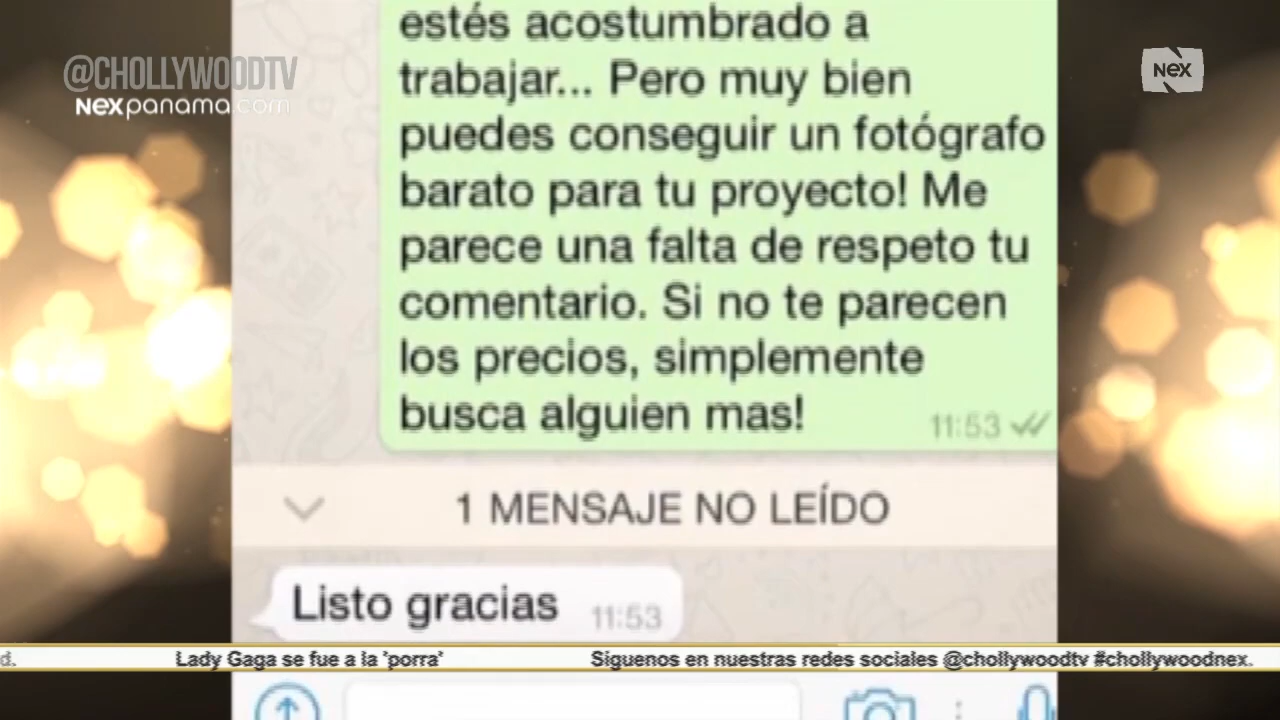 @CHOLLYWOODTV
NEXpanama.com
NEX
estés acostumbrado a
trabajar... Pero muy bien
puedes conseguir un fotógrafo
barato para tu proyecto! Me
parece una falta de respeto tu
comentario. Si no te parecen
los precios, simplemente
busca alguien mas!
11:53
1 MENSAJE NO LEÍDO
Listo gracias 11:53
d. Lady Gaga se fue a la 'porra' Síguenos en nuestras redes sociales @chollywoodtv #chollywoodnex.